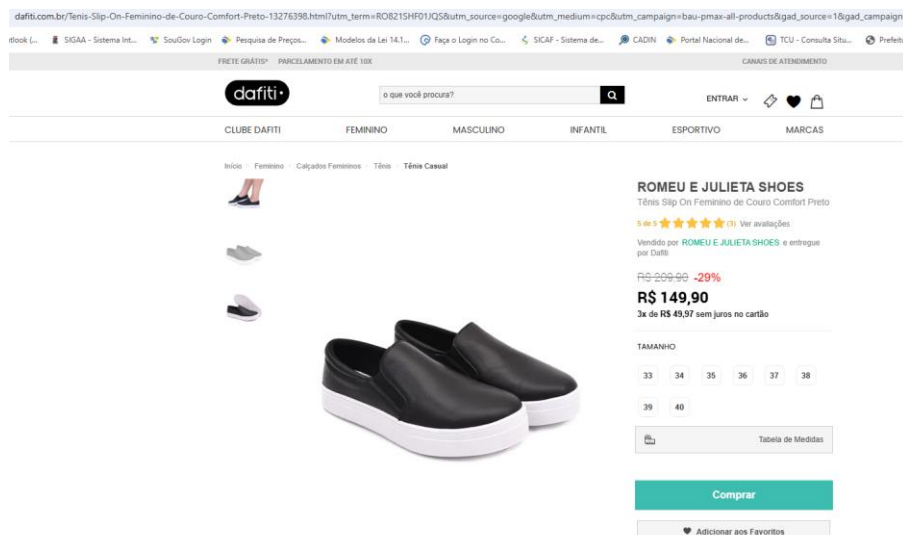 dafiti.com.br/Tenis-Slip-On-Feminino-de-Couro-Comfort-Preto-13276398.html?utm_term=RO821SHF01JQS&utm_source=google&utm_medium=cpc&utm_campaign=bau-pmax-all-products&gad_source=1&gad_campaign
tlook (... SIGAA - Sistema Int... SouGov Login Pesquisa de Preços... Modelos da Lei 14.1... Faça o Login no Co... SICAF - Sistema de... CADIN Portal Nacional de... TCU - Consulta Situ... Prefeit
FRETE GRÁTIS* PARCELAMENTO EM ATÉ 10X CANAIS DE ATENDIMENTO
dafiti
o que você procura?
ENTRAR
CLUBE DAFITI FEMININO MASCULINO INFANTIL ESPORTIVO MARCAS
Início Feminino Calçados Femininos Tênis Tênis Casual
ROMEU E JULIETA SHOES
Tênis Slip On Feminino de Couro Comfort Preto
5 de 5 (3) Ver avaliações
Vendido por ROMEU E JULIETA SHOES e entregue
por Dafiti
R$ 209,90 -29%
R$ 149,90
3x de R$ 49,97 sem juros no cartão
TAMANHO
33 34 35 36 37 38
39 40
Tabela de Medidas
Comprar
Adicionar aos Favoritos